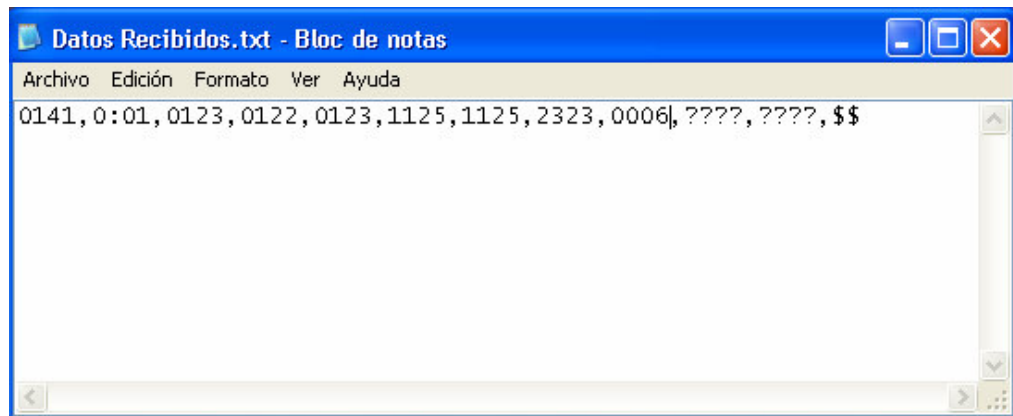 Datos Recibidos.txt - Bloc de notas
Archivo Edición Formato Ver Ayuda
0141,0:01,0123,0122,0123,1125,1125,2323,0006,????,????,$$